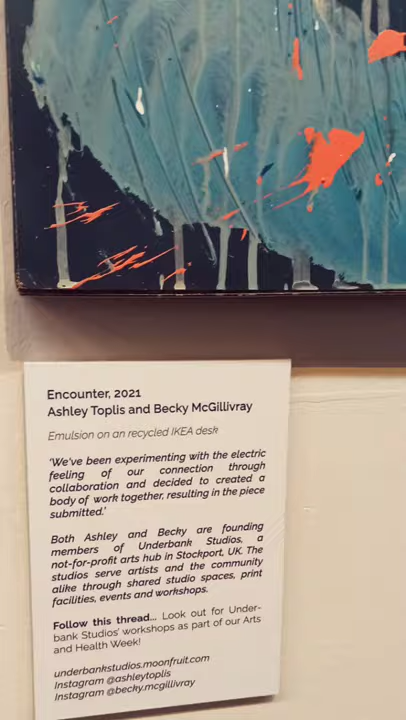 Encounter, 2021
Ashley Toplis and Becky McGillivray
Emulsion on an recycled IKEA desk
'We've been experimenting with the electric
feeling of our connection through
collaboration and decided to created a
body of work together, resulting in the piece
submitted.'
Both Ashley and Becky are founding
members of Underbank Studios, a
not-for-profit arts hub in Stockport, UK. The
studios serve artists and the community
alike through shared studio spaces, print
facilities, events and workshops.
Follow this thread... Look out for Under-
bank Studios' workshops as part of our Arts
and Health Week!
underbankstudios.moonfruit.com
Instagram @ashleytoplis
Instagram @becky.mcgillivray